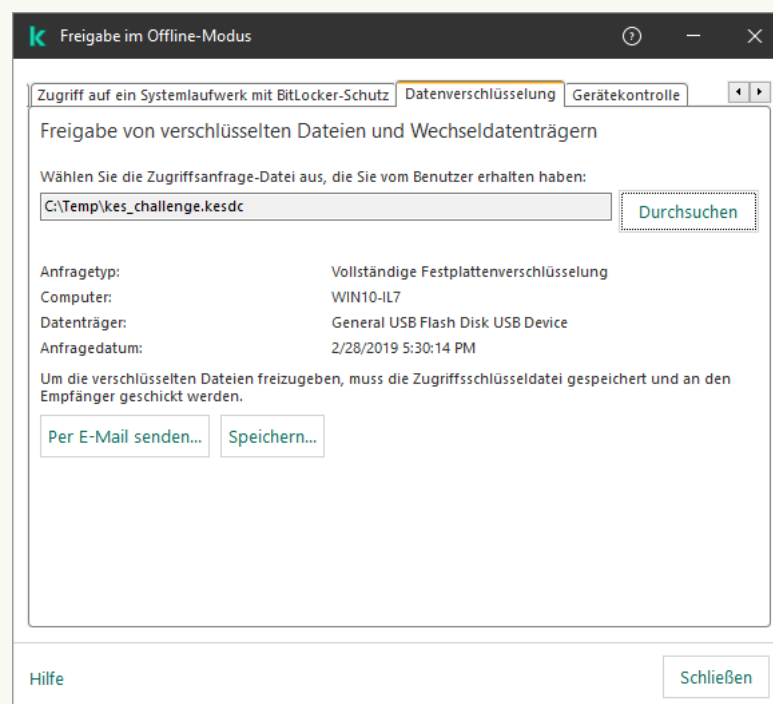 Freigabe im Offline-Modus
Zugriff auf ein Systemlaufwerk mit BitLocker-Schutz Datenverschlüsselung Gerätekontrolle
Freigabe von verschlüsselten Dateien und Wechseldatenträgern
Wählen Sie die Zugriffsanfrage-Datei aus, die Sie vom Benutzer erhalten haben:
C:\Temp\kes_challenge.kesdc Durchsuchen
Anfragetyp: Vollständige Festplattenverschlüsselung
Computer: WIN10-IL7
Datenträger: General USB Flash Disk USB Device
Anfragedatum: 2/28/2019 5:30:14 PM
Um die verschlüsselten Dateien freizugeben, muss die Zugriffsschlüsseldatei gespeichert und an den
Empfänger geschickt werden.
Per E-Mail senden... Speichern...
Hilfe Schließen